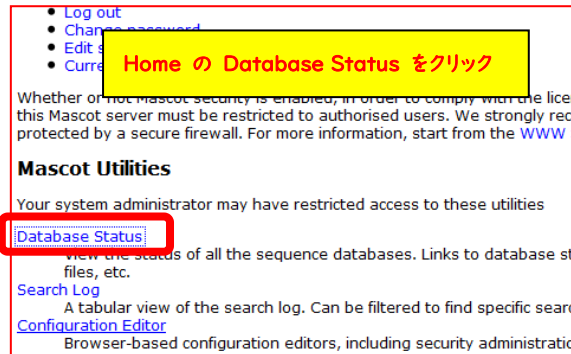 Log out
Change password
Edit s
Curre
Home の Database Status をクリック
Whether or not Mascot security is enabled, in order to comply with the lice
this Mascot server must be restricted to authorised users. We strongly rec
protected by a secure firewall. For more information, start from the WWW
Mascot Utilities
Your system administrator may have restricted access to these utilities
Database Status
View the status of all the sequence databases. Links to database st
files, etc.
Search Log
A tabular view of the search log. Can be filtered to find specific searc
Configuration Editor
Browser-based configuration editors, including security administratio